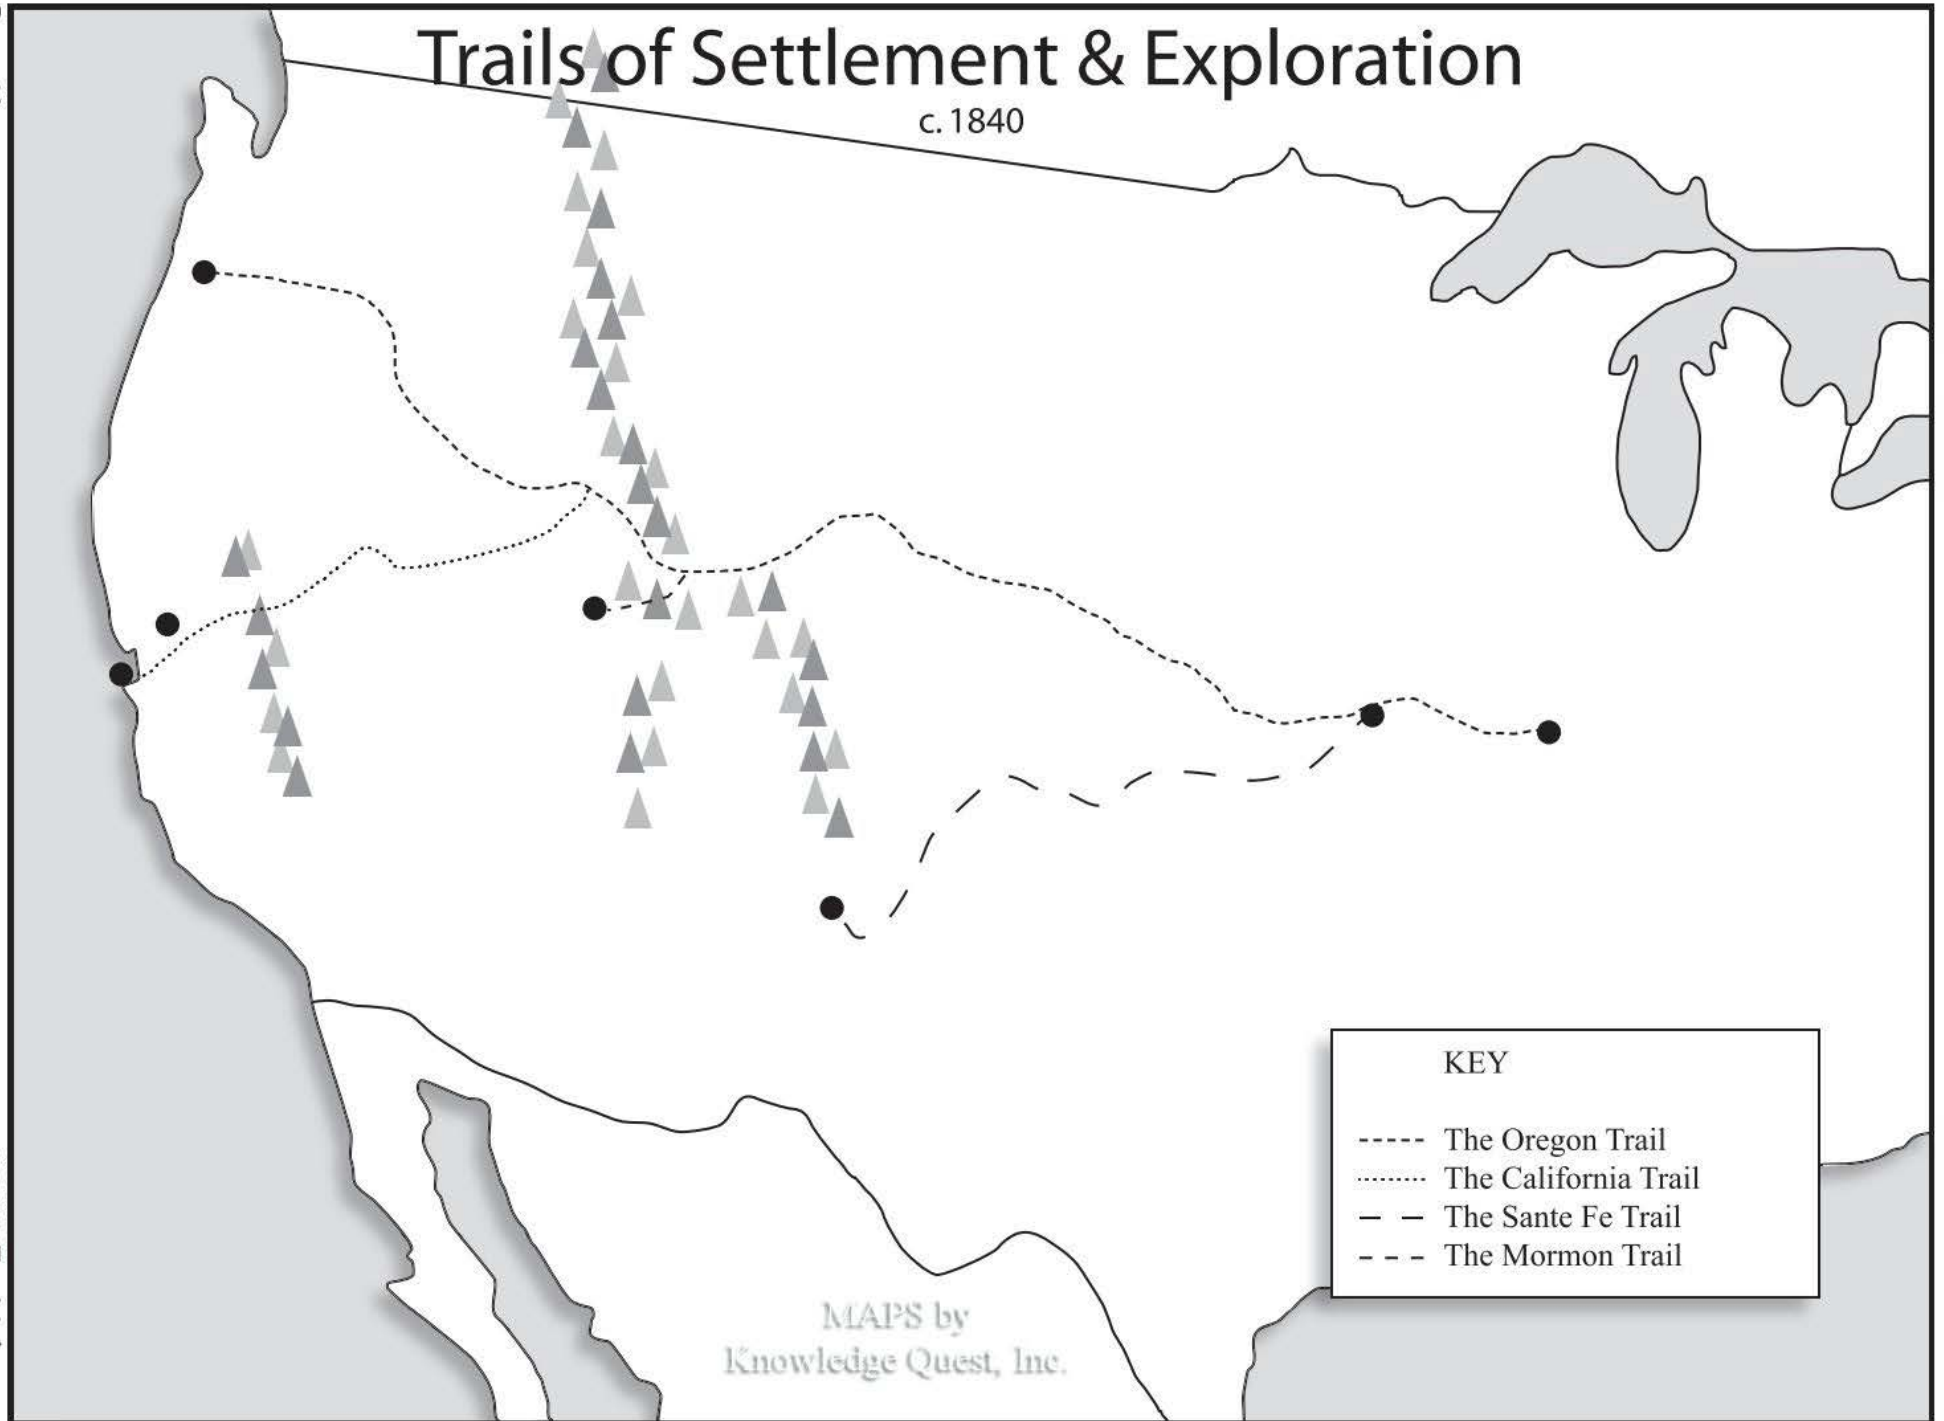 Trails of Settlement & Exploration
c. 1840
KEY
The Oregon Trail
The California Trail
The Sante Fe Trail
The Mormon Trail
MAPS by
Knowledge Quest, Inc.